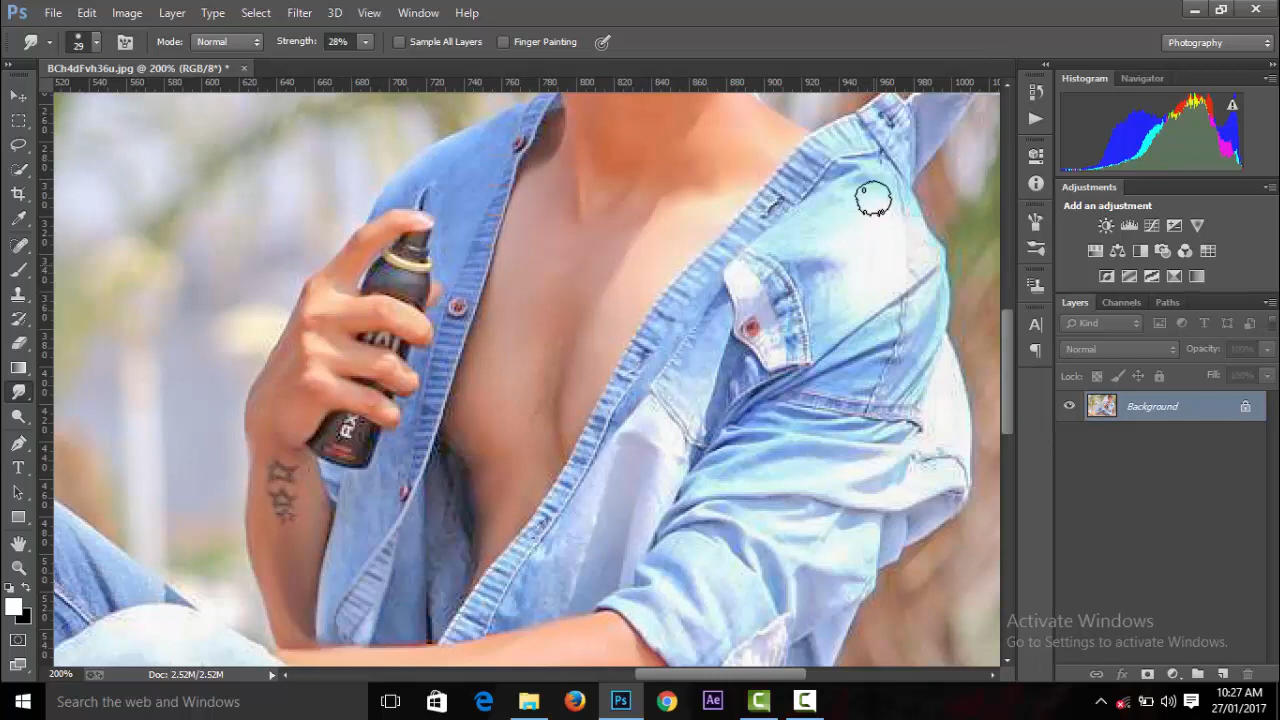 Ps File Edit Image Layer Type Select Filter 3D View Window Help
29 Mode: Normal Strength: 28% Sample All Layers Finger Painting Photography
BCh4dFvh36u.jpg @ 200% (RGB/8*) * ×
520 540 560 580 600 620 640 660 680 700 720 740 760 780 800 820 840 860 880 900 920 940 960 980 1000
Histogram Navigator
Adjustments
Add an adjustment
Layers Channels Paths
Kind
Normal Opacity: 100%
Lock: Fill: 100%
Background
200% Doc: 2.52M/2.52M
Activate Windows
Go to Settings to activate Windows.
Search the web and Windows
Ps Ae
10:27 AM
27/01/2017